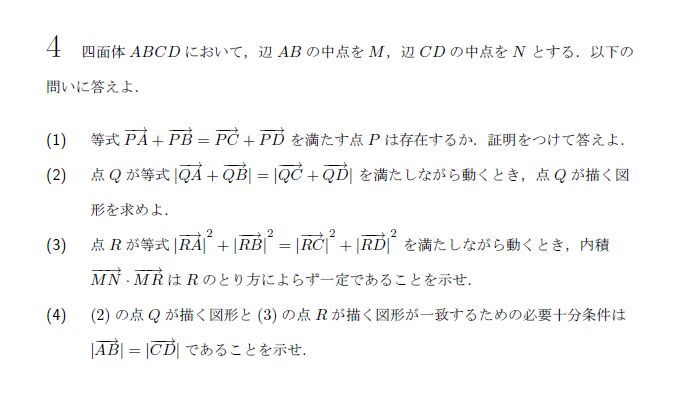 4 四面体 ABCD において，辺 AB の中点を M，辺 CD の中点を N とする．以下の
問いに答えよ．
(1) 等式 $\overrightarrow{PA} + \overrightarrow{PB} = \overrightarrow{PC} + \overrightarrow{PD}$ を満たす点 P は存在するか．証明をつけて答えよ．
(2) 点 Q が等式 $|\overrightarrow{QA} + \overrightarrow{QB}| = |\overrightarrow{QC} + \overrightarrow{QD}|$ を満たしながら動くとき，点 Q が描く図
形を求めよ．
(3) 点 R が等式 $|\overrightarrow{RA}|^2 + |\overrightarrow{RB}|^2 = |\overrightarrow{RC}|^2 + |\overrightarrow{RD}|^2$ を満たしながら動くとき，内積
$\overrightarrow{MN} \cdot \overrightarrow{MR}$ は R のとり方によらず一定であることを示せ．
(4) (2) の点 Q が描く図形と (3) の点 R が描く図形が一致するための必要十分条件は
$|\overrightarrow{AB}| = |\overrightarrow{CD}|$ であることを示せ．